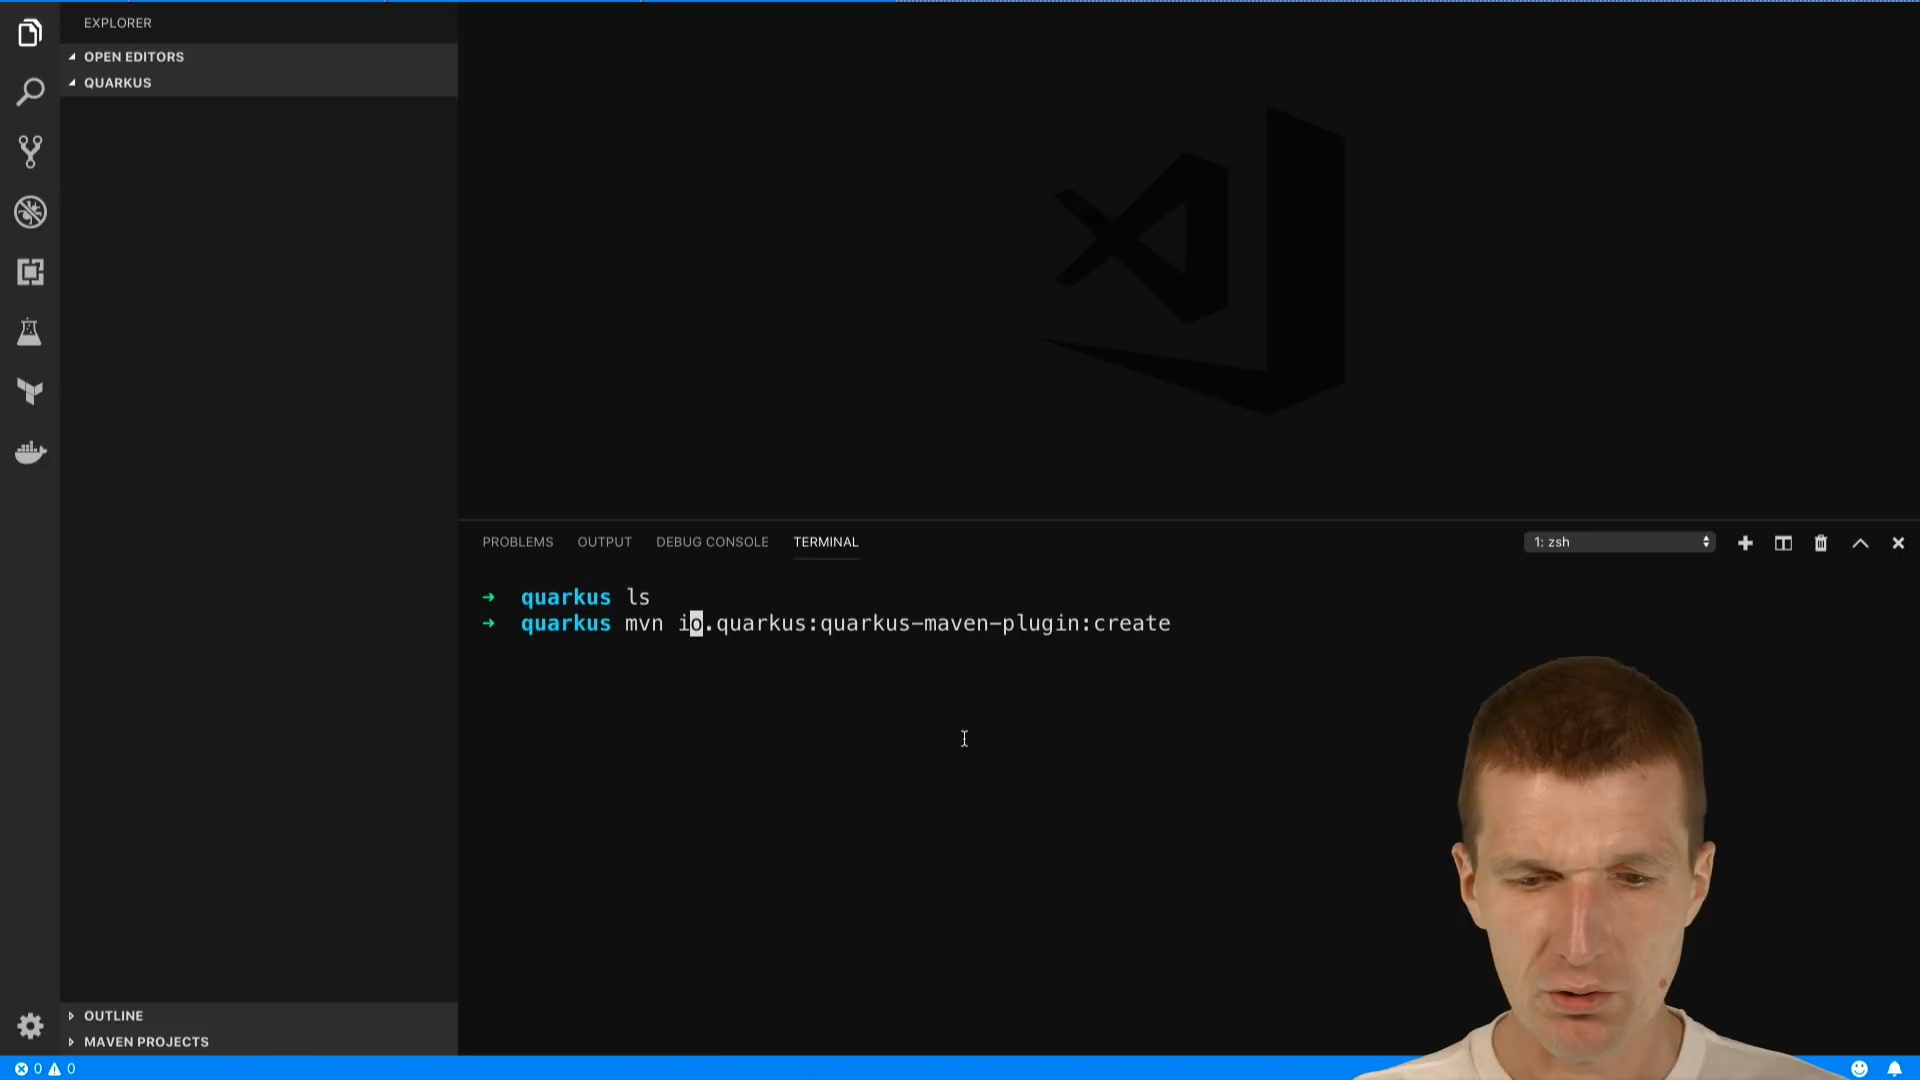 EXPLORER
OPEN EDITORS
QUARKUS
PROBLEMS OUTPUT DEBUG CONSOLE TERMINAL 1: zsh
➜ quarkus ls
➜ quarkus mvn io.quarkus:quarkus-maven-plugin:create
OUTLINE
MAVEN PROJECTS
0 0